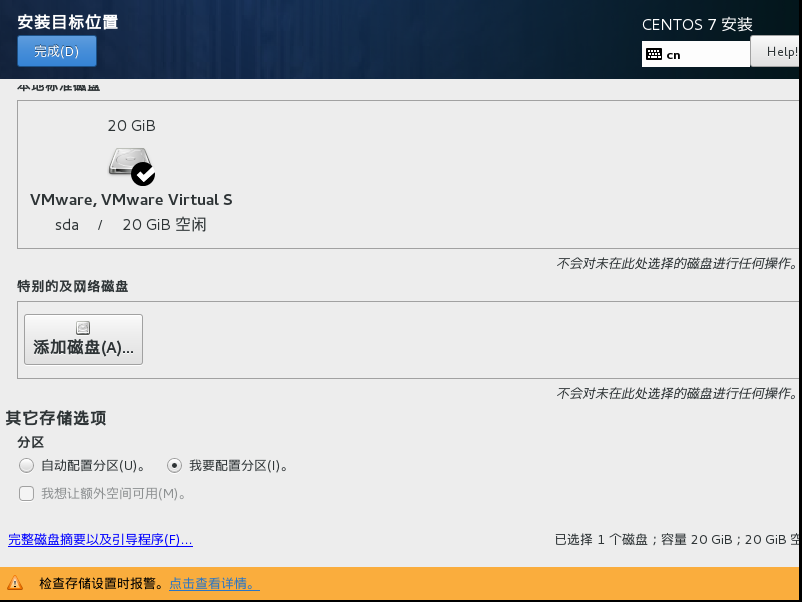 安装目标位置
CENTOS 7 安装
完成(D)
cn
Help!
本地标准磁盘
20 GiB
VMware, VMware Virtual S
sda / 20 GiB 空闲
不会对未在此处选择的磁盘进行任何操作。
特别的及网络磁盘
添加磁盘(A)...
不会对未在此处选择的磁盘进行任何操作。
其它存储选项
分区
自动配置分区(U)。 我要配置分区(I)。
我想让额外空间可用(M)。
完整磁盘摘要以及引导程序(F)...
已选择 1 个磁盘；容量 20 GiB；20 GiB 空
检查存储设置时报警。点击查看详情。